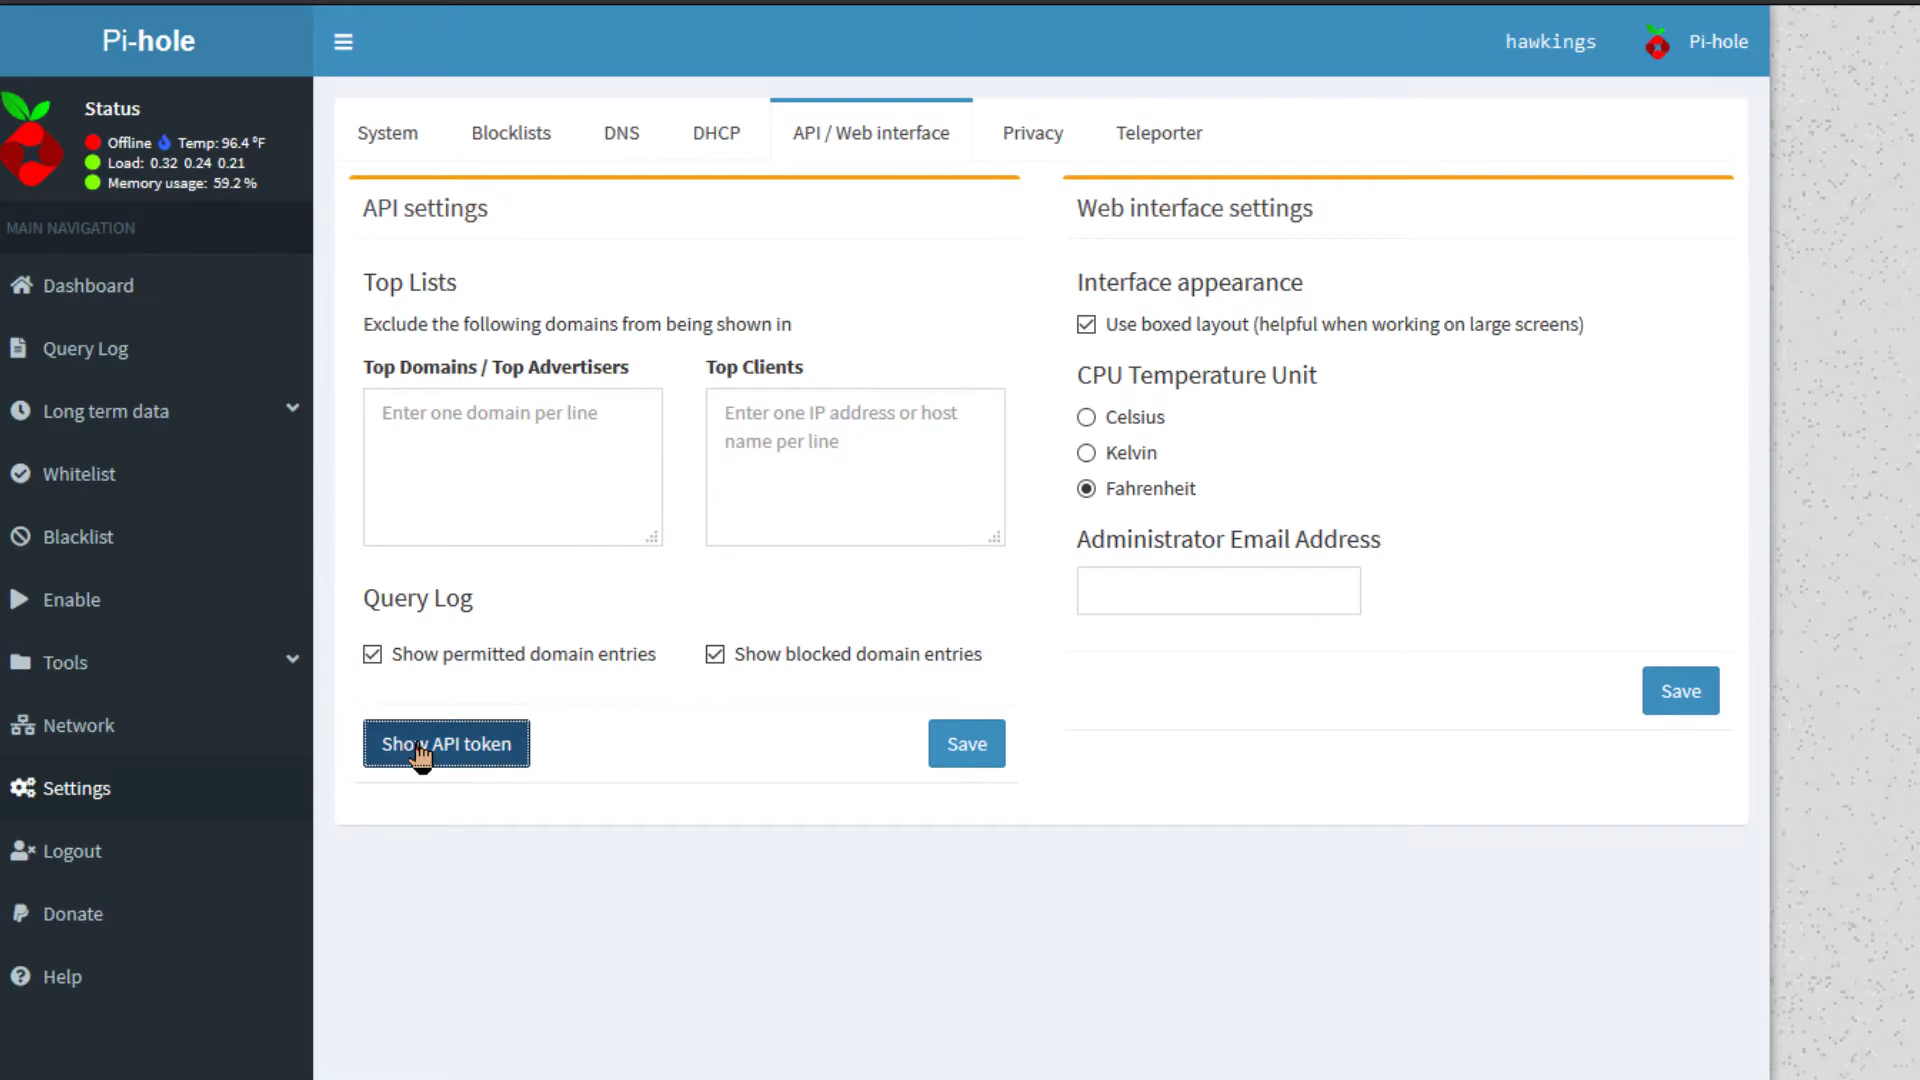 Pi-hole
hawkings
Pi-hole
Status
Offline Temp: 96.4 °F
Load: 0.32 0.24 0.21
Memory usage: 59.2 %
MAIN NAVIGATION
Dashboard
Query Log
Long term data
Whitelist
Blacklist
Enable
Tools
Network
Settings
Logout
Donate
Help
System Blocklists DNS DHCP API / Web interface Privacy Teleporter
API settings
Top Lists
Exclude the following domains from being shown in
Top Domains / Top Advertisers Top Clients
Enter one domain per line
Enter one IP address or host
name per line
Query Log
Show permitted domain entries Show blocked domain entries
Show API token Save
Web interface settings
Interface appearance
Use boxed layout (helpful when working on large screens)
CPU Temperature Unit
Celsius
Kelvin
Fahrenheit
Administrator Email Address
Save